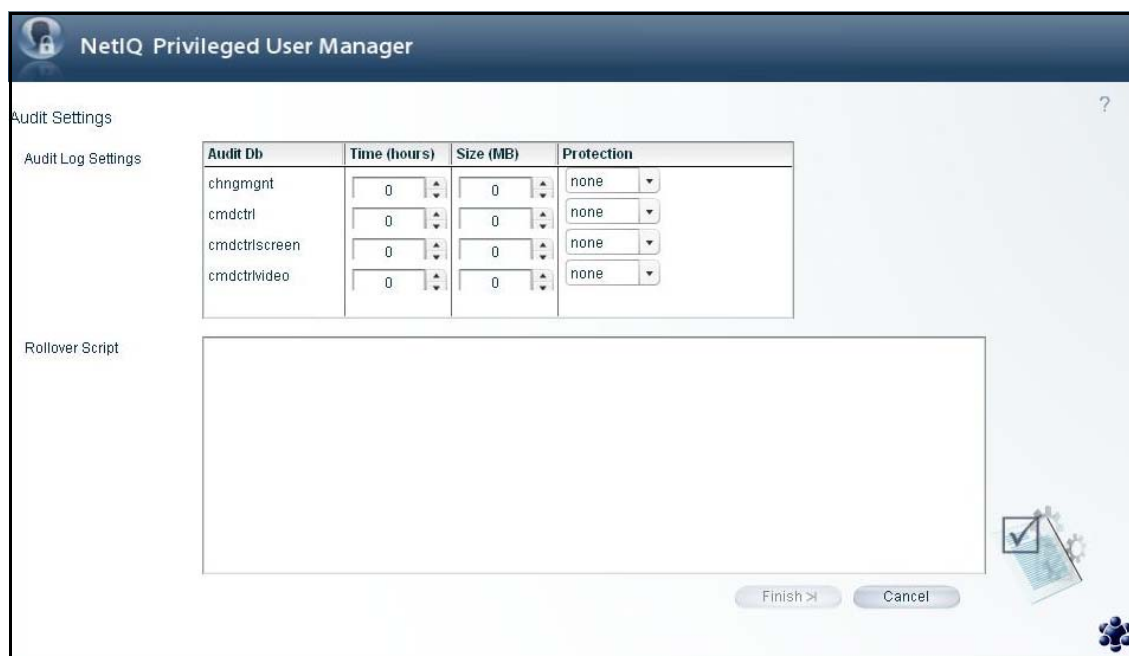 NetIQ Privileged User Manager
?
Audit Settings
Audit Log Settings
Audit Db Time (hours) Size (MB) Protection
chngmgnt 0 0 none
cmdctrl 0 0 none
cmdctrlscreen 0 0 none
cmdctrlvideo 0 0 none
Rollover Script
Finish Cancel